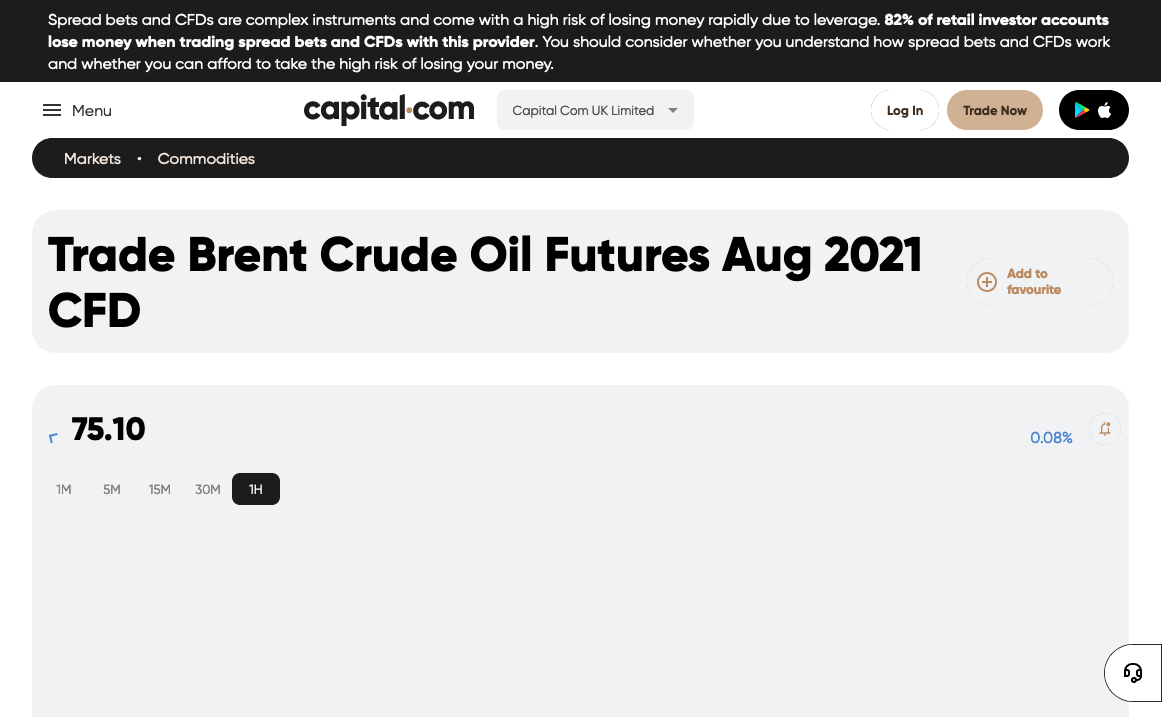 Spread bets and CFDs are complex instruments and come with a high risk of losing money rapidly due to leverage. 82% of retail investor accounts
lose money when trading spread bets and CFDs with this provider. You should consider whether you understand how spread bets and CFDs work
and whether you can afford to take the high risk of losing your money.
Menu
capital.com
Capital Com UK Limited
Log In
Trade Now
Markets • Commodities
Trade Brent Crude Oil Futures Aug 2021
CFD
Add to
favourite
75.10
0.08%
1M 5M 15M 30M 1H